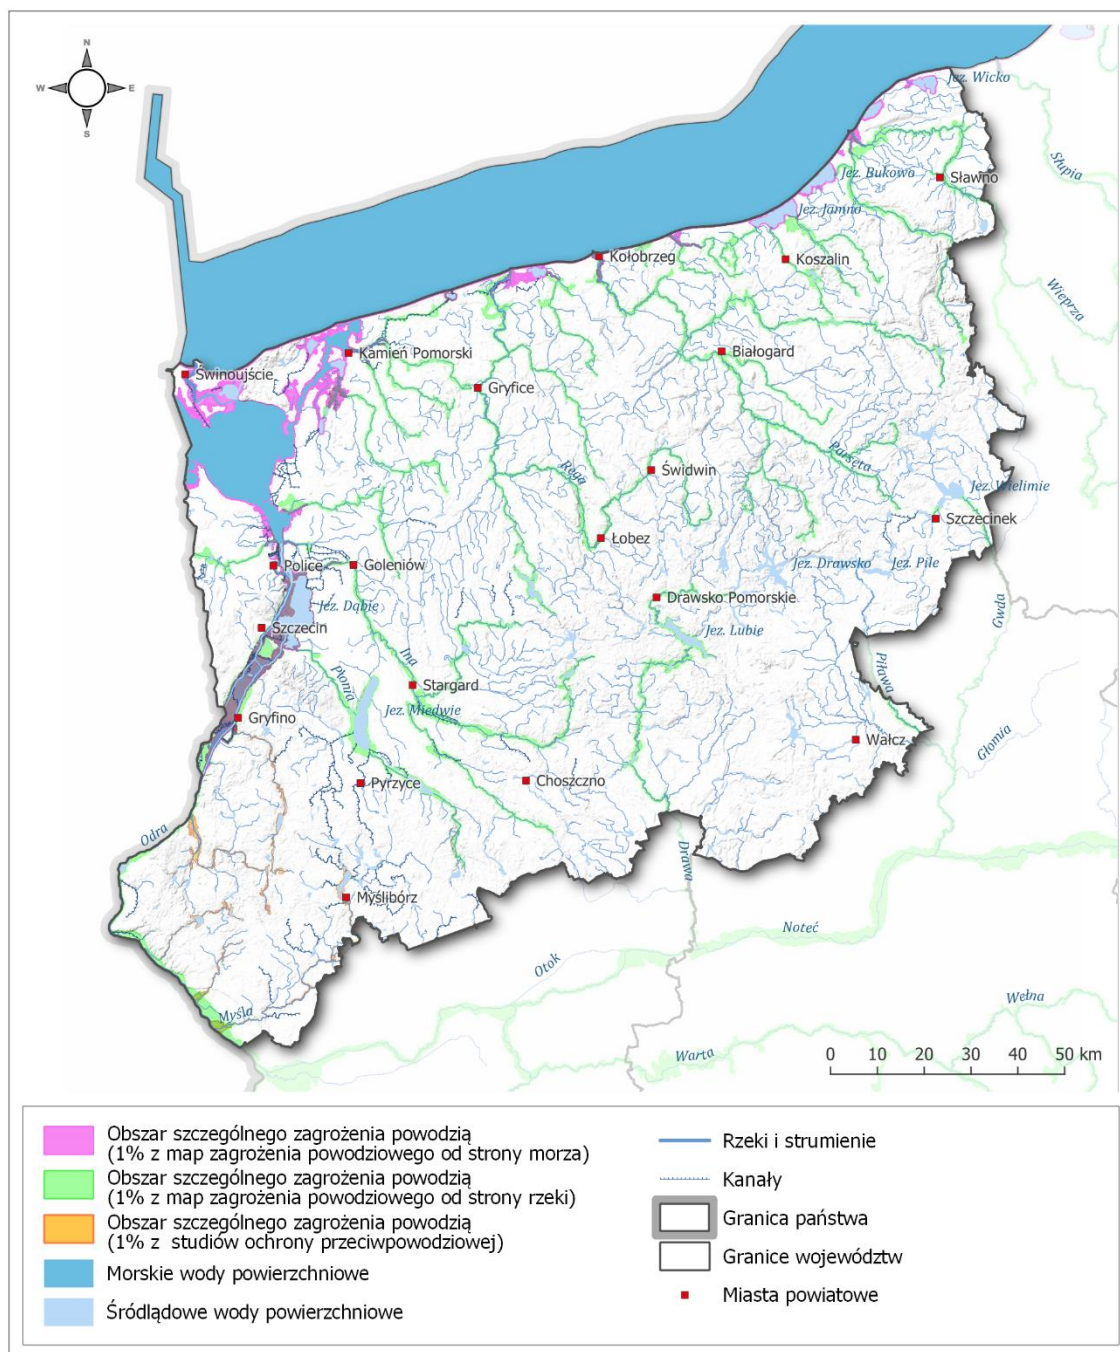 N
W
E
S
Jez. Wicko
Słupia
Sławno
Jez. Bukowo
Jez. Jamno
Kołobrzeg
Koszalin
Wieprza
Kamień Pomorski
Białogard
Świnoujście
Gryfice
Parsęta
Rega
Świdwin
Jez. Wielimie
Szczecinek
Łobez
Police
Goleniów
Jez. Drawsko
Jez. Pile
Jez. Dąbie
Drawsko Pomorskie
Gwda
Szczecin
Jez. Lubie
Ina
Płonia
Stargard
Piława
Jez. Miedwie
Gryfino
Wałcz
Głomia
Pyrzyce
Choszczno
Odra
Drawa
Myślibórz
Noteć
Otok
Myśla
Wełna
Warta
0 10 20 30 40 50 km
Obszar szczególnego zagrożenia powodzią
(1% z map zagrożenia powodziowego od strony morza)
Obszar szczególnego zagrożenia powodzią
(1% z map zagrożenia powodziowego od strony rzeki)
Obszar szczególnego zagrożenia powodzią
(1% z studiów ochrony przeciwpowodziowej)
Morskie wody powierzchniowe
Śródlądowe wody powierzchniowe
Rzeki i strumienie
Kanały
Granica państwa
Granice województw
Miasta powiatowe